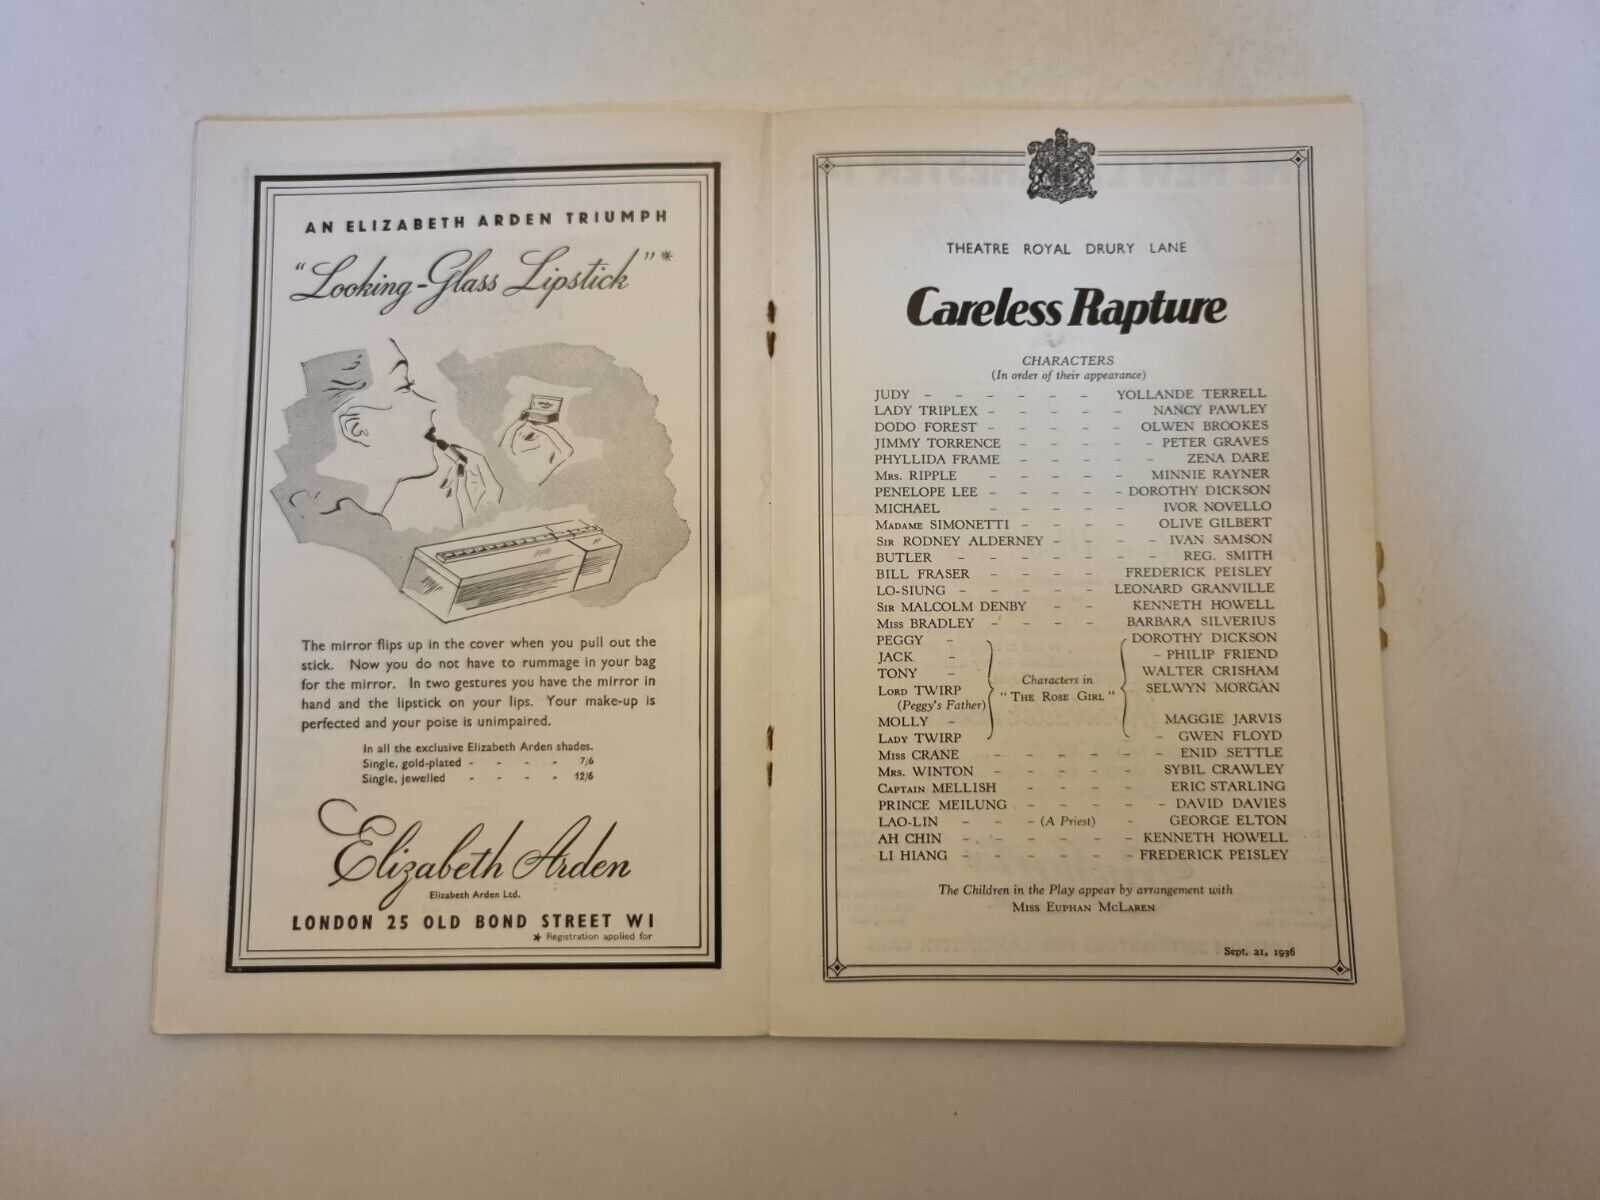 AN ELIZABETH ARDEN TRIUMPH
"Looking-Glass Lipstick"*
The mirror flips up in the cover when you pull out the
stick. Now you do not have to rummage in your bag
for the mirror. In two gestures you have the mirror in
hand and the lipstick on your lips. Your make-up is
perfected and your poise is unimpaired.
In all the exclusive Elizabeth Arden shades.
Single, gold-plated - - - - 7/6
Single, jewelled - - - - 12/6
Elizabeth Arden
Elizabeth Arden Ltd.
LONDON 25 OLD BOND STREET W1
* Registration applied for
THEATRE ROYAL DRURY LANE
Careless Rapture
CHARACTERS
(In order of their appearance)
JUDY - - - - - - YOLLANDE TERRELL
LADY TRIPLEX - - - - - NANCY PAWLEY
DODO FOREST - - - - - OLWEN BROOKES
JIMMY TORRENCE - - - - - PETER GRAVES
PHYLLIDA FRAME - - - - - ZENA DARE
MRS. RIPPLE - - - - - MINNIE RAYNER
PENELOPE LEE - - - - - DOROTHY DICKSON
MICHAEL - - - - - IVOR NOVELLO
MADAME SIMONETTI - - - - OLIVE GILBERT
SIR RODNEY ALDERNEY - - - - - IVAN SAMSON
BUTLER - - - - - - - REG. SMITH
BILL FRASER - - - - FREDERICK PEISLEY
LO-SIUNG - - - - - LEONARD GRANVILLE
SIR MALCOLM DENBY - - KENNETH HOWELL
MISS BRADLEY - - - - BARBARA SILVERIUS
PEGGY - DOROTHY DICKSON
JACK - - PHILIP FRIEND
TONY - Characters in WALTER CRISHAM
LORD TWIRP "THE ROSE GIRL" SELWYN MORGAN
(Peggy's Father)
MOLLY - MAGGIE JARVIS
LADY TWIRP - GWEN FLOYD
MISS CRANE - - - - - ENID SETTLE
MRS. WINTON - - - - - SYBIL CRAWLEY
CAPTAIN MELLISH - - - - ERIC STARLING
PRINCE MEILUNG - - - - - DAVID DAVIES
LAO-LIN - - - (A Priest) - GEORGE ELTON
AH CHIN - - - - - - KENNETH HOWELL
LI HIANG - - - - - - FREDERICK PEISLEY
The Children in the Play appear by arrangement with
MISS EUPHAN MCLAREN
Sept. 21, 1936